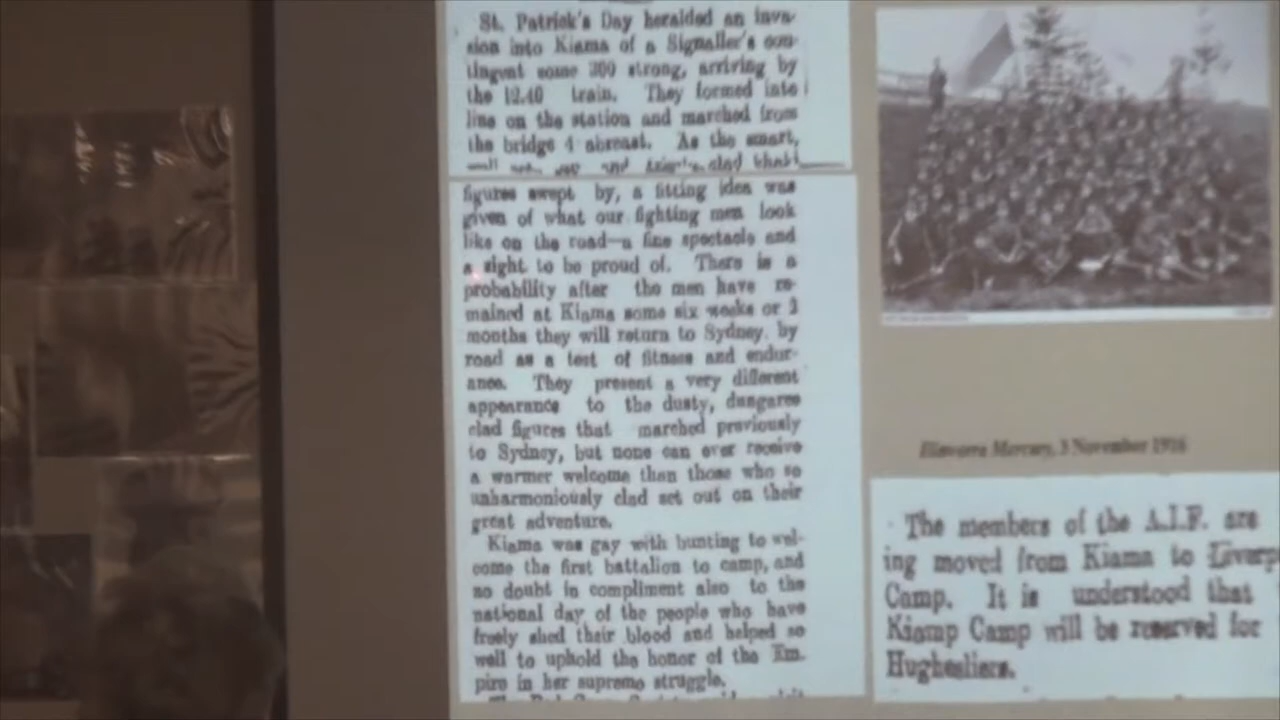 St. Patrick's Day heralded an inva-
sion into Kiama of a Signaller's con-
tingent some 300 strong, arriving by
the 12.40 train. They formed into
line on the station and marched from
the bridge 4 abreast. As the smart,
well and clad khaki
figures swept by, a fitting idea was
given of what our fighting men look
like on the road—a fine spectacle and
a sight to be proud of. There is a
probability after the men have re-
mained at Kiama some six weeks or 3
months they will return to Sydney by
road as a test of fitness and endur-
ance. They present a very different
appearance to the dusty, dungaree
clad figures that marched previously
to Sydney, but none can ever receive
a warmer welcome than those who so
unharmoniously clad set out on their
great adventure.
Kiama was gay with bunting to wel-
come the first battalion to camp, and
no doubt in compliment also to the
national day of the people who have
freely shed their blood and helped so
well to uphold the honor of the Em-
pire in her supreme struggle.
Illawarra Mercury, 3 November 1916
The members of the A.I.F. are
ing moved from Kiama to Liverp
Camp. It is understood that
Kiama Camp will be reserved for
Hughesliers.